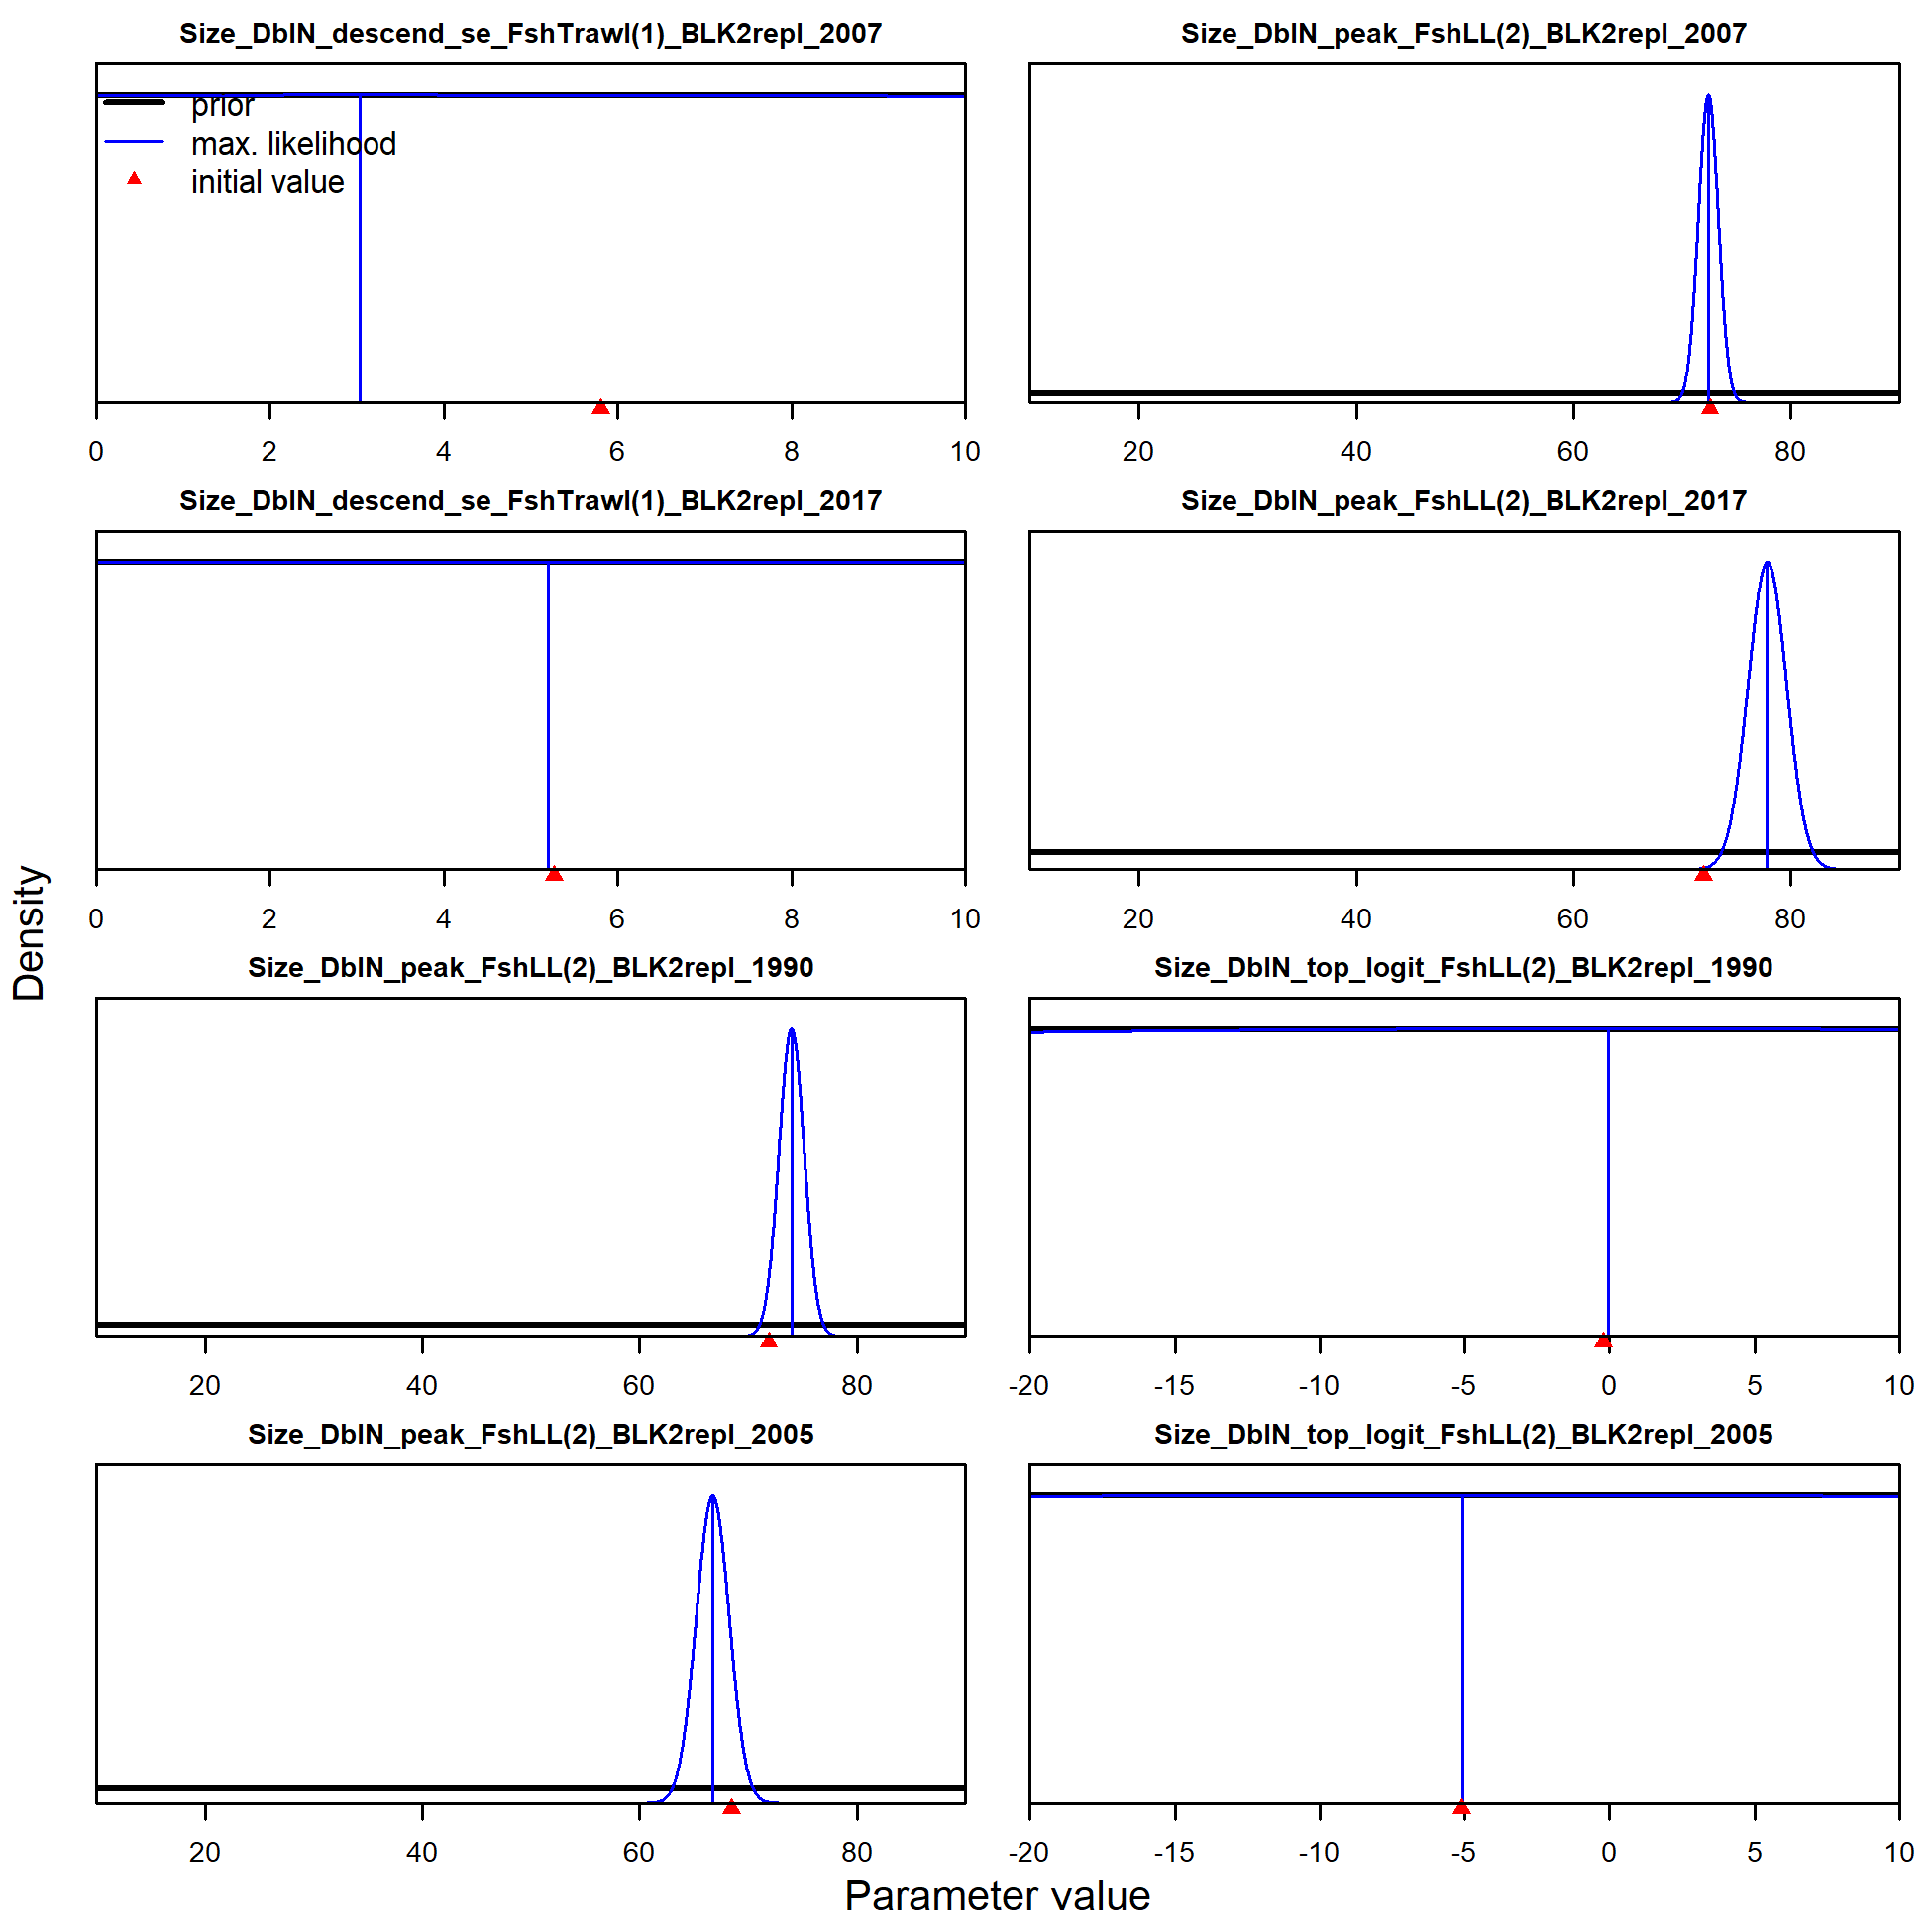 Size_DblN_descend_se_FshTrawl(1)_BLK2repl_2007
prior
max. likelihood
initial value
0 2 4 6 8 10
Size_DblN_peak_FshLL(2)_BLK2repl_2007
20 40 60 80
Size_DblN_descend_se_FshTrawl(1)_BLK2repl_2017
0 2 4 6 8 10
Size_DblN_peak_FshLL(2)_BLK2repl_2017
20 40 60 80
Size_DblN_peak_FshLL(2)_BLK2repl_1990
20 40 60 80
Size_DblN_top_logit_FshLL(2)_BLK2repl_1990
-20 -15 -10 -5 0 5 10
Size_DblN_peak_FshLL(2)_BLK2repl_2005
20 40 60 80
Size_DblN_top_logit_FshLL(2)_BLK2repl_2005
-20 -15 -10 -5 0 5 10
Density
Parameter value